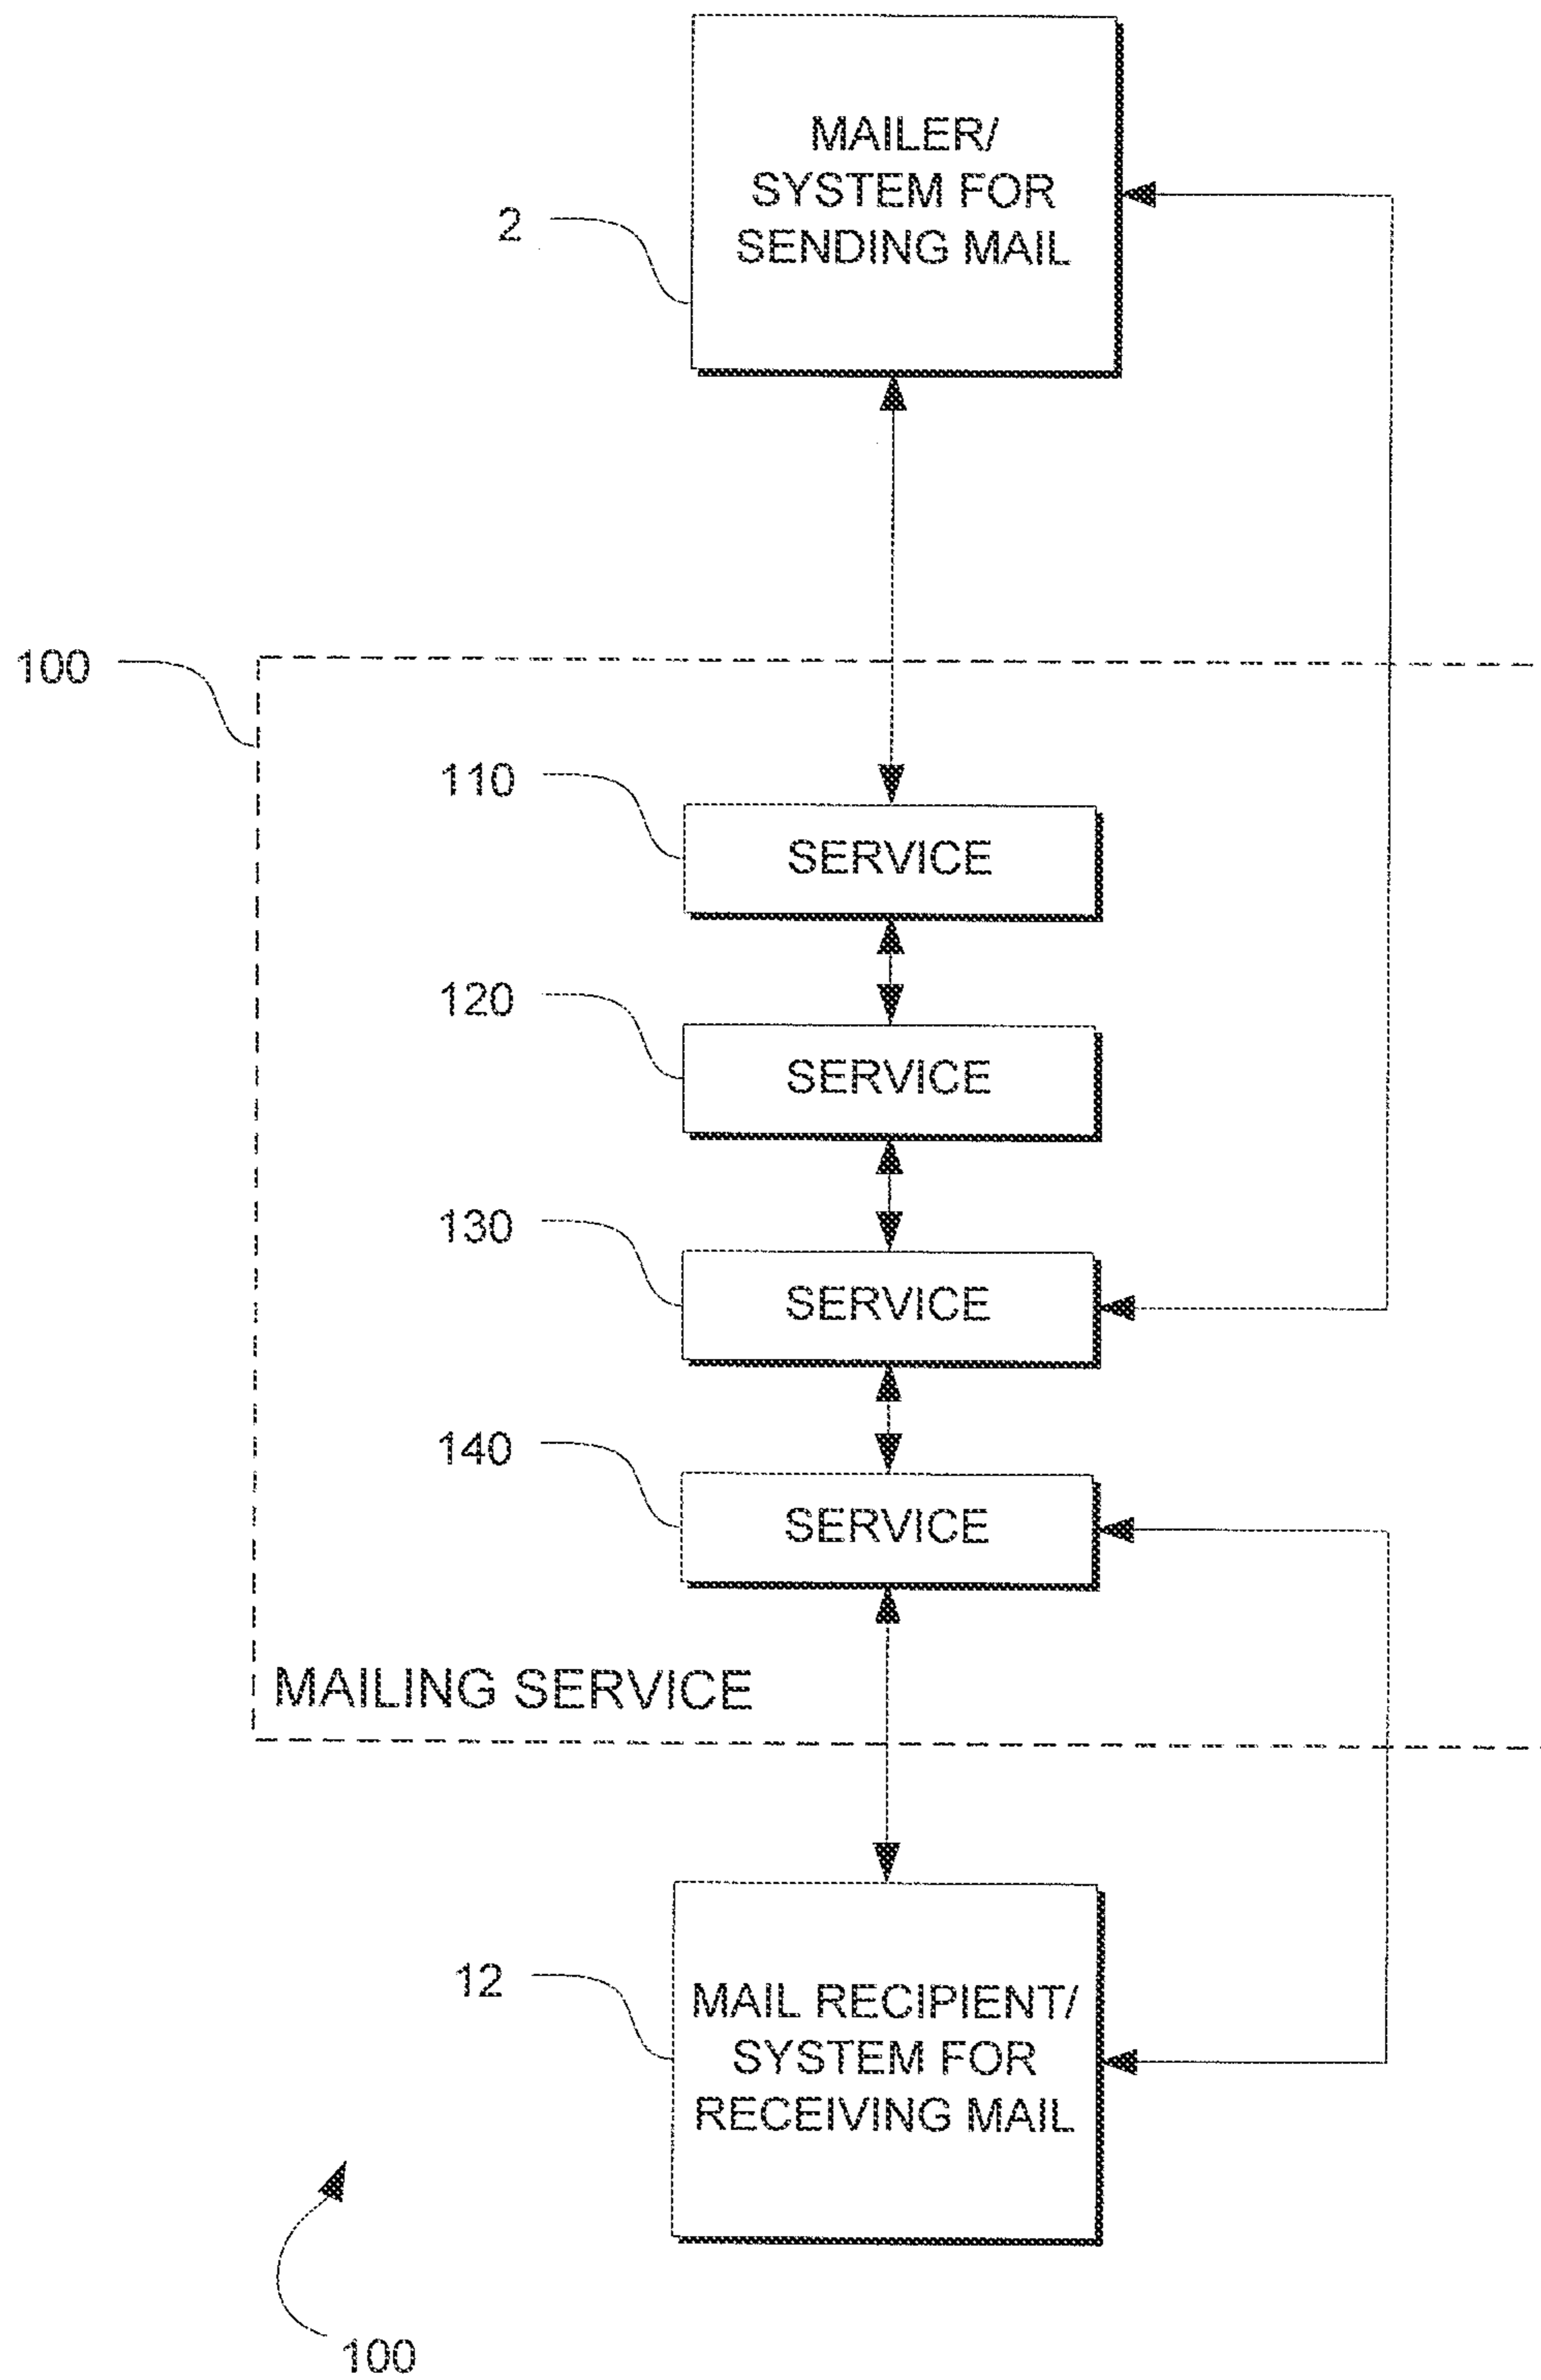 MAILER/
SYSTEM FOR
SENDING MAIL
2
100
110
SERVICE
120
SERVICE
130
SERVICE
140
SERVICE
MAILING SERVICE
12
MAIL RECIPIENT/
SYSTEM FOR
RECEIVING MAIL
100